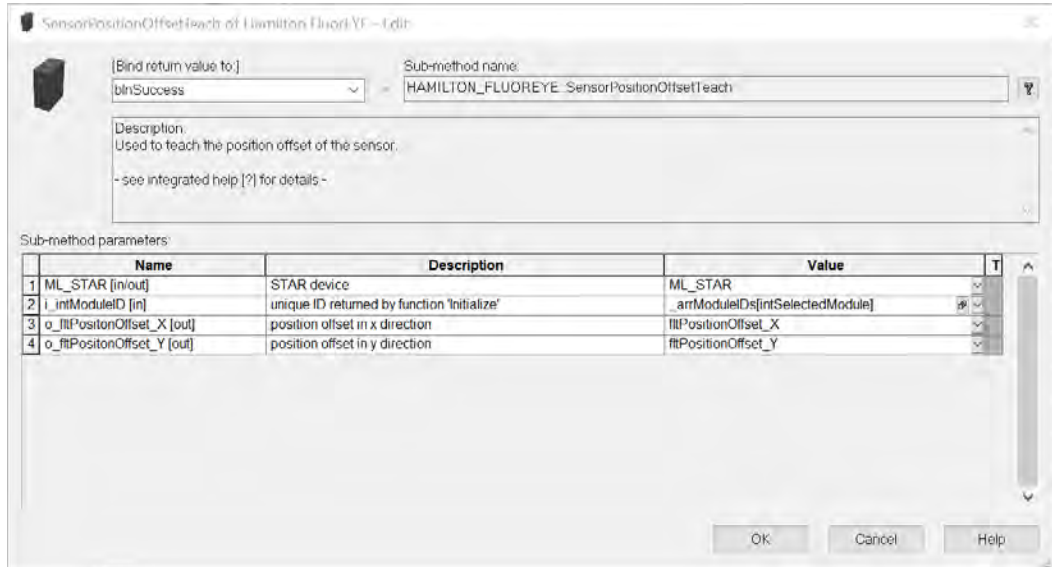 SensorPositionOffsetTeach of Hamilton FluorEYE - Edit
[Bind return value to:]
Sub-method name:
blnSuccess
=
HAMILTON_FLUOREYE::SensorPositionOffsetTeach
?
Description:
Used to teach the position offset of the sensor.
- see integrated help [?] for details -
Sub-method parameters:
Name Description Value T
1 ML_STAR [in/out] STAR device ML_STAR
2 i_intModuleID [in] unique ID returned by function 'Initialize' _arrModuleIDs[intSelectedModule]
3 o_fltPositonOffset_X [out] position offset in x direction fltPositionOffset_X
4 o_fltPositonOffset_Y [out] position offset in y direction fltPositionOffset_Y
OK Cancel Help